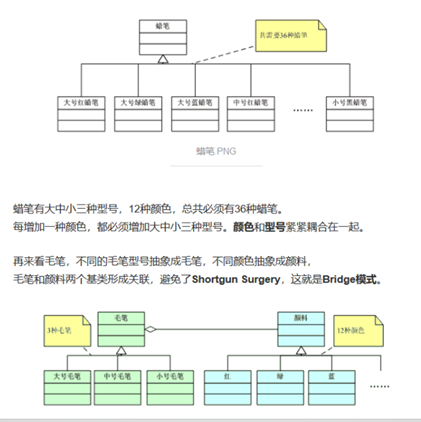 蜡笔
共需要36种蜡笔
大号红蜡笔 大号绿蜡笔 大号蓝蜡笔 中号红蜡笔 …… 小号黑蜡笔
蜡笔.PNG
蜡笔有大中小三种型号，12种颜色，总共必须有36种蜡笔。
每增加一种颜色，都必须增加大中小三种型号。颜色和型号紧紧耦合在一起。
再来看毛笔，不同的毛笔型号抽象成毛笔，不同颜色抽象成颜料，
毛笔和颜料两个基类形成关联，避免了Shortgun Surgery，这就是Bridge模式。
3种毛笔 毛笔 颜料 12种颜色
大号毛笔 中号毛笔 小号毛笔 红 绿 蓝 ……